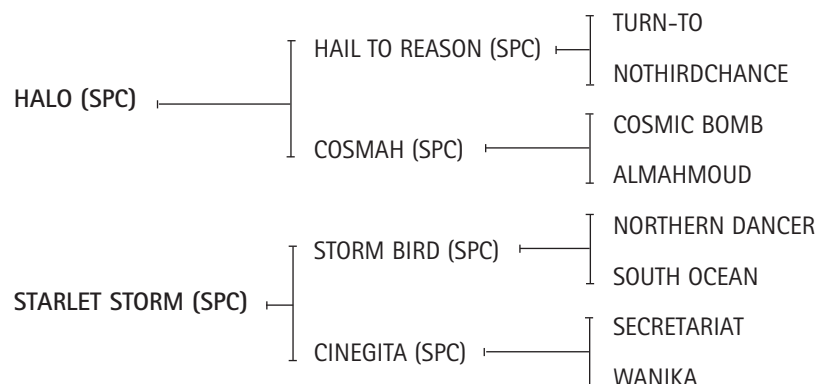 TURN-TO
HAIL TO REASON (SPC)
NOTHIRDCHANCE
HALO (SPC)
COSMIC BOMB
COSMAH (SPC)
ALMAHMOUD
NORTHERN DANCER
STORM BIRD (SPC)
SOUTH OCEAN
STARLET STORM (SPC)
SECRETARIAT
CINEGITA (SPC)
WANIKA